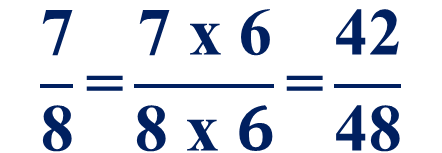 7/8 = 7 x 6 / 8 x 6 = 42/48